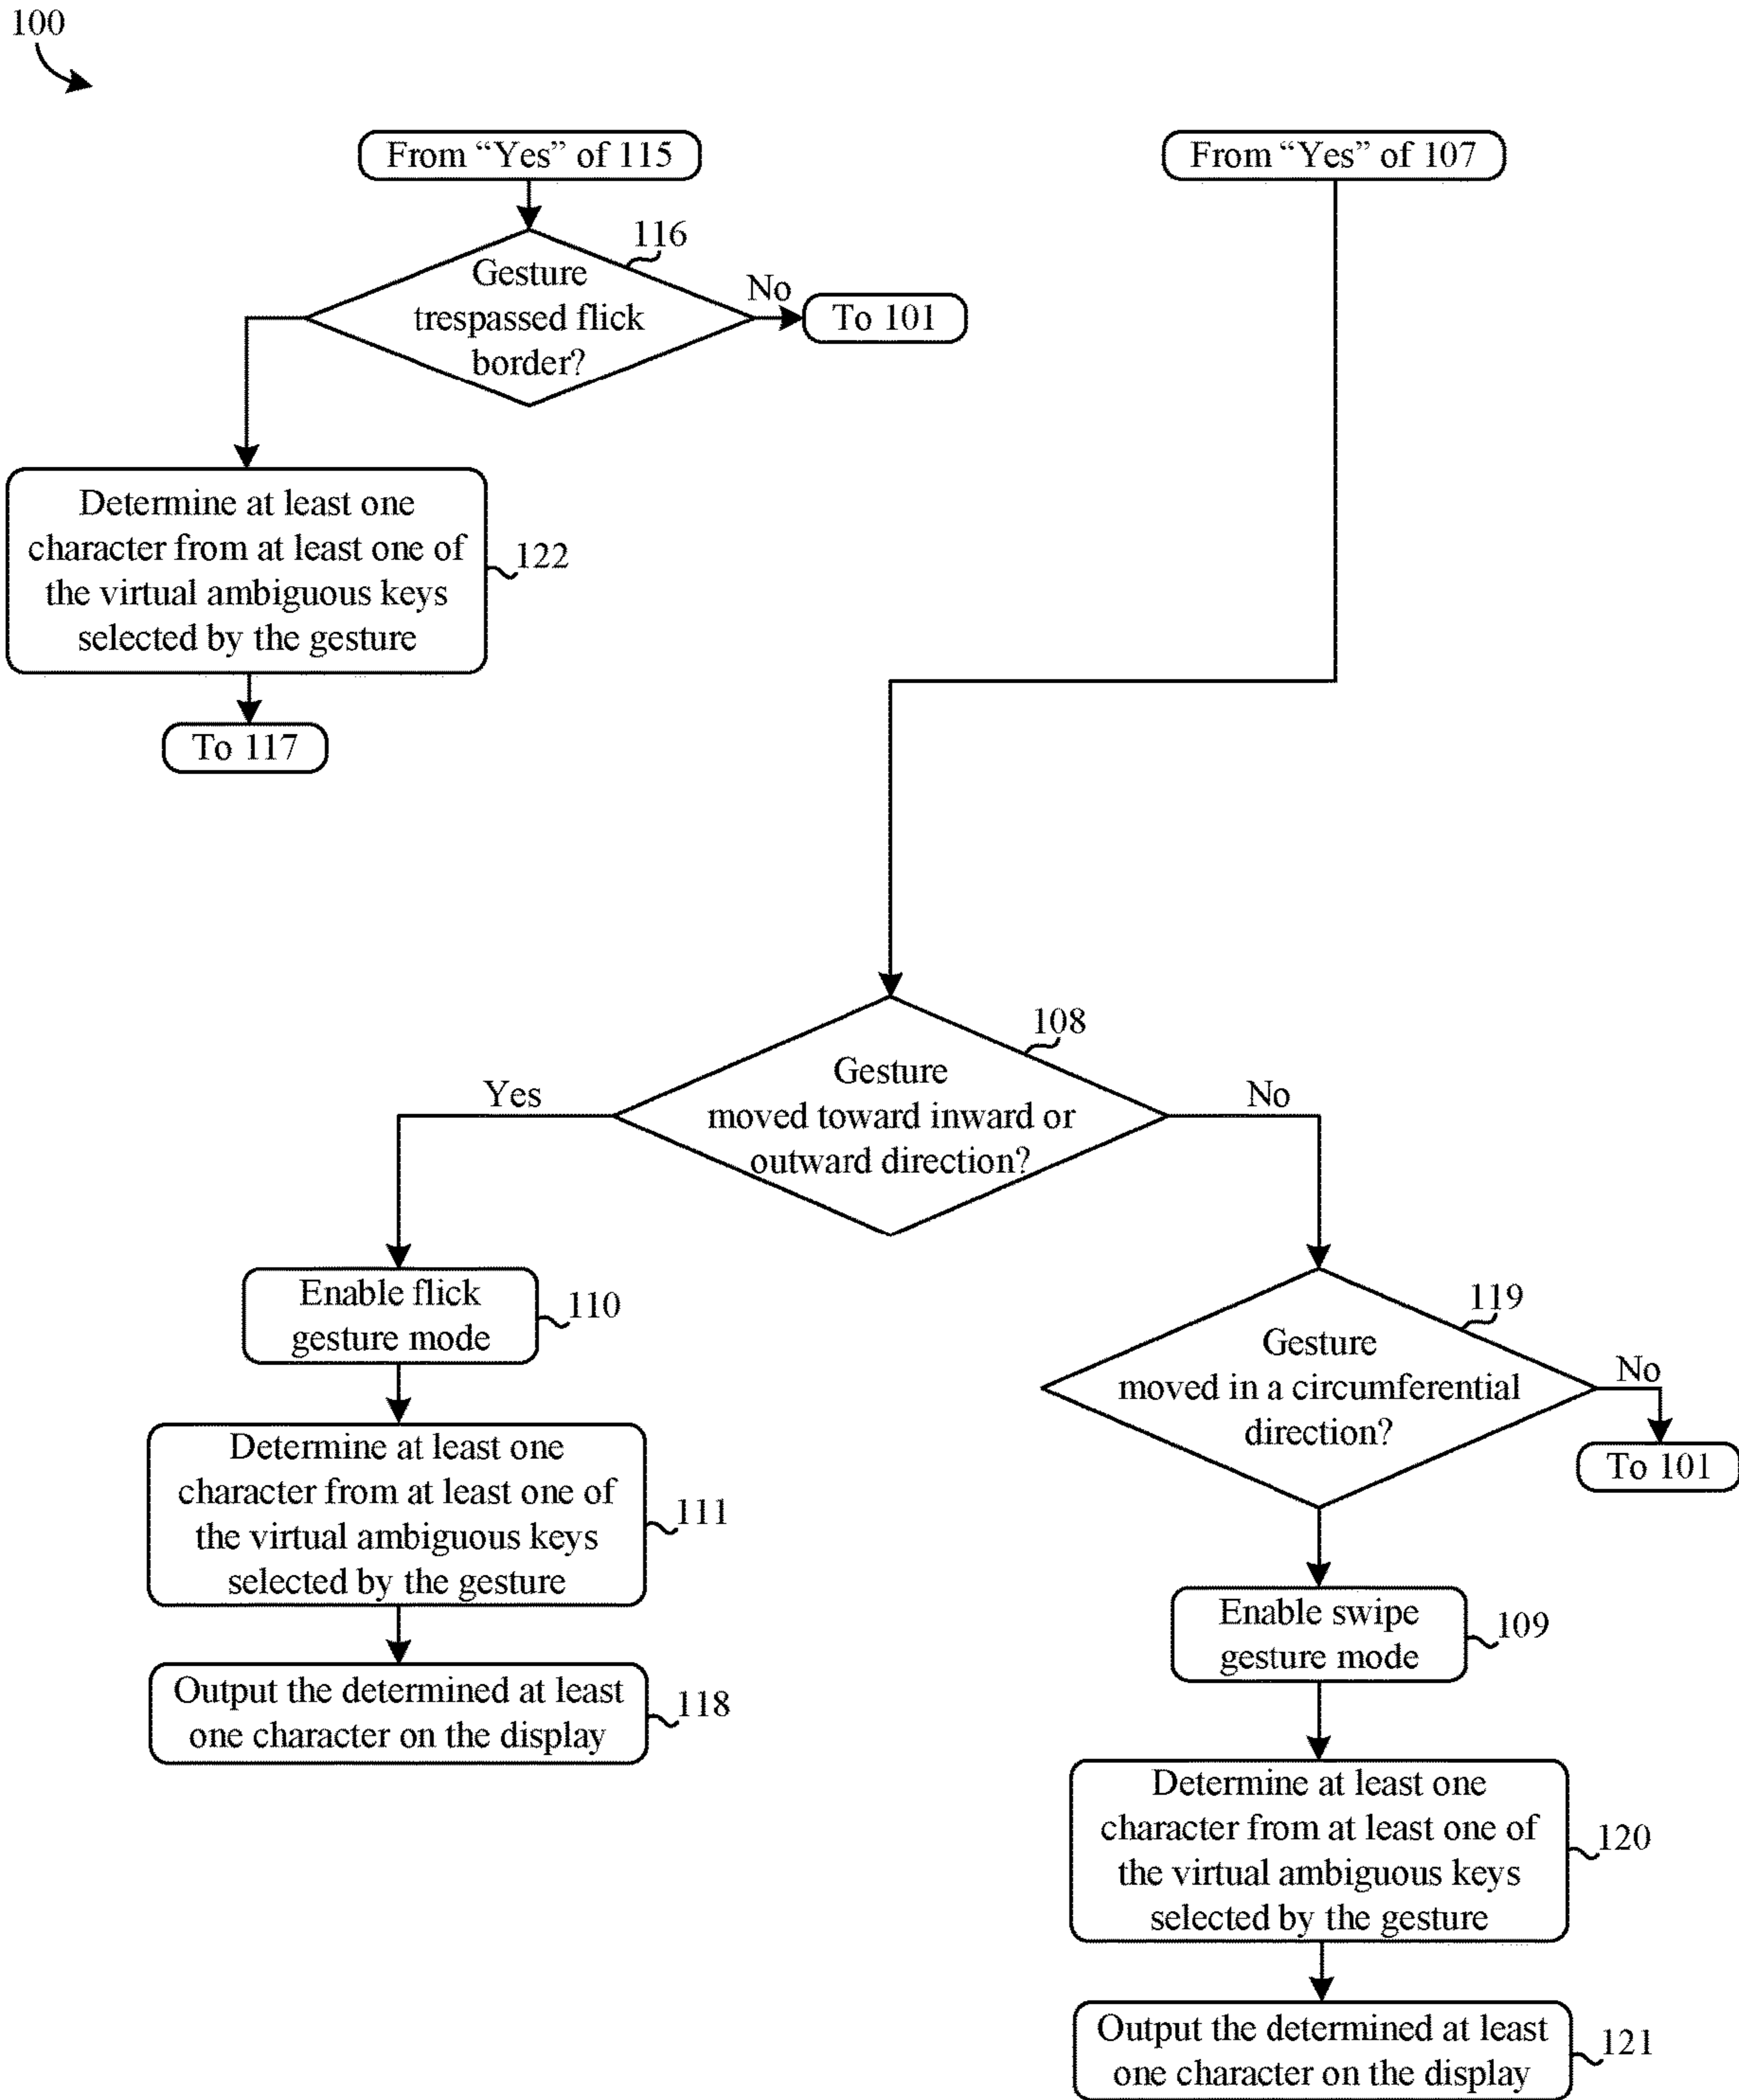 100
From “Yes” of 115
From “Yes” of 107
116
Gesture
trespassed flick
border?
No
To 101
Determine at least one
character from at least one of
the virtual ambiguous keys
selected by the gesture
122
To 117
108
Gesture
moved toward inward or
outward direction?
Yes
No
Enable flick
gesture mode
110
119
Gesture
moved in a circumferential
direction?
No
To 101
Determine at least one
character from at least one of
the virtual ambiguous keys
selected by the gesture
111
Enable swipe
gesture mode
109
Output the determined at least
one character on the display
118
Determine at least one
character from at least one of
the virtual ambiguous keys
selected by the gesture
120
Output the determined at least
one character on the display
121